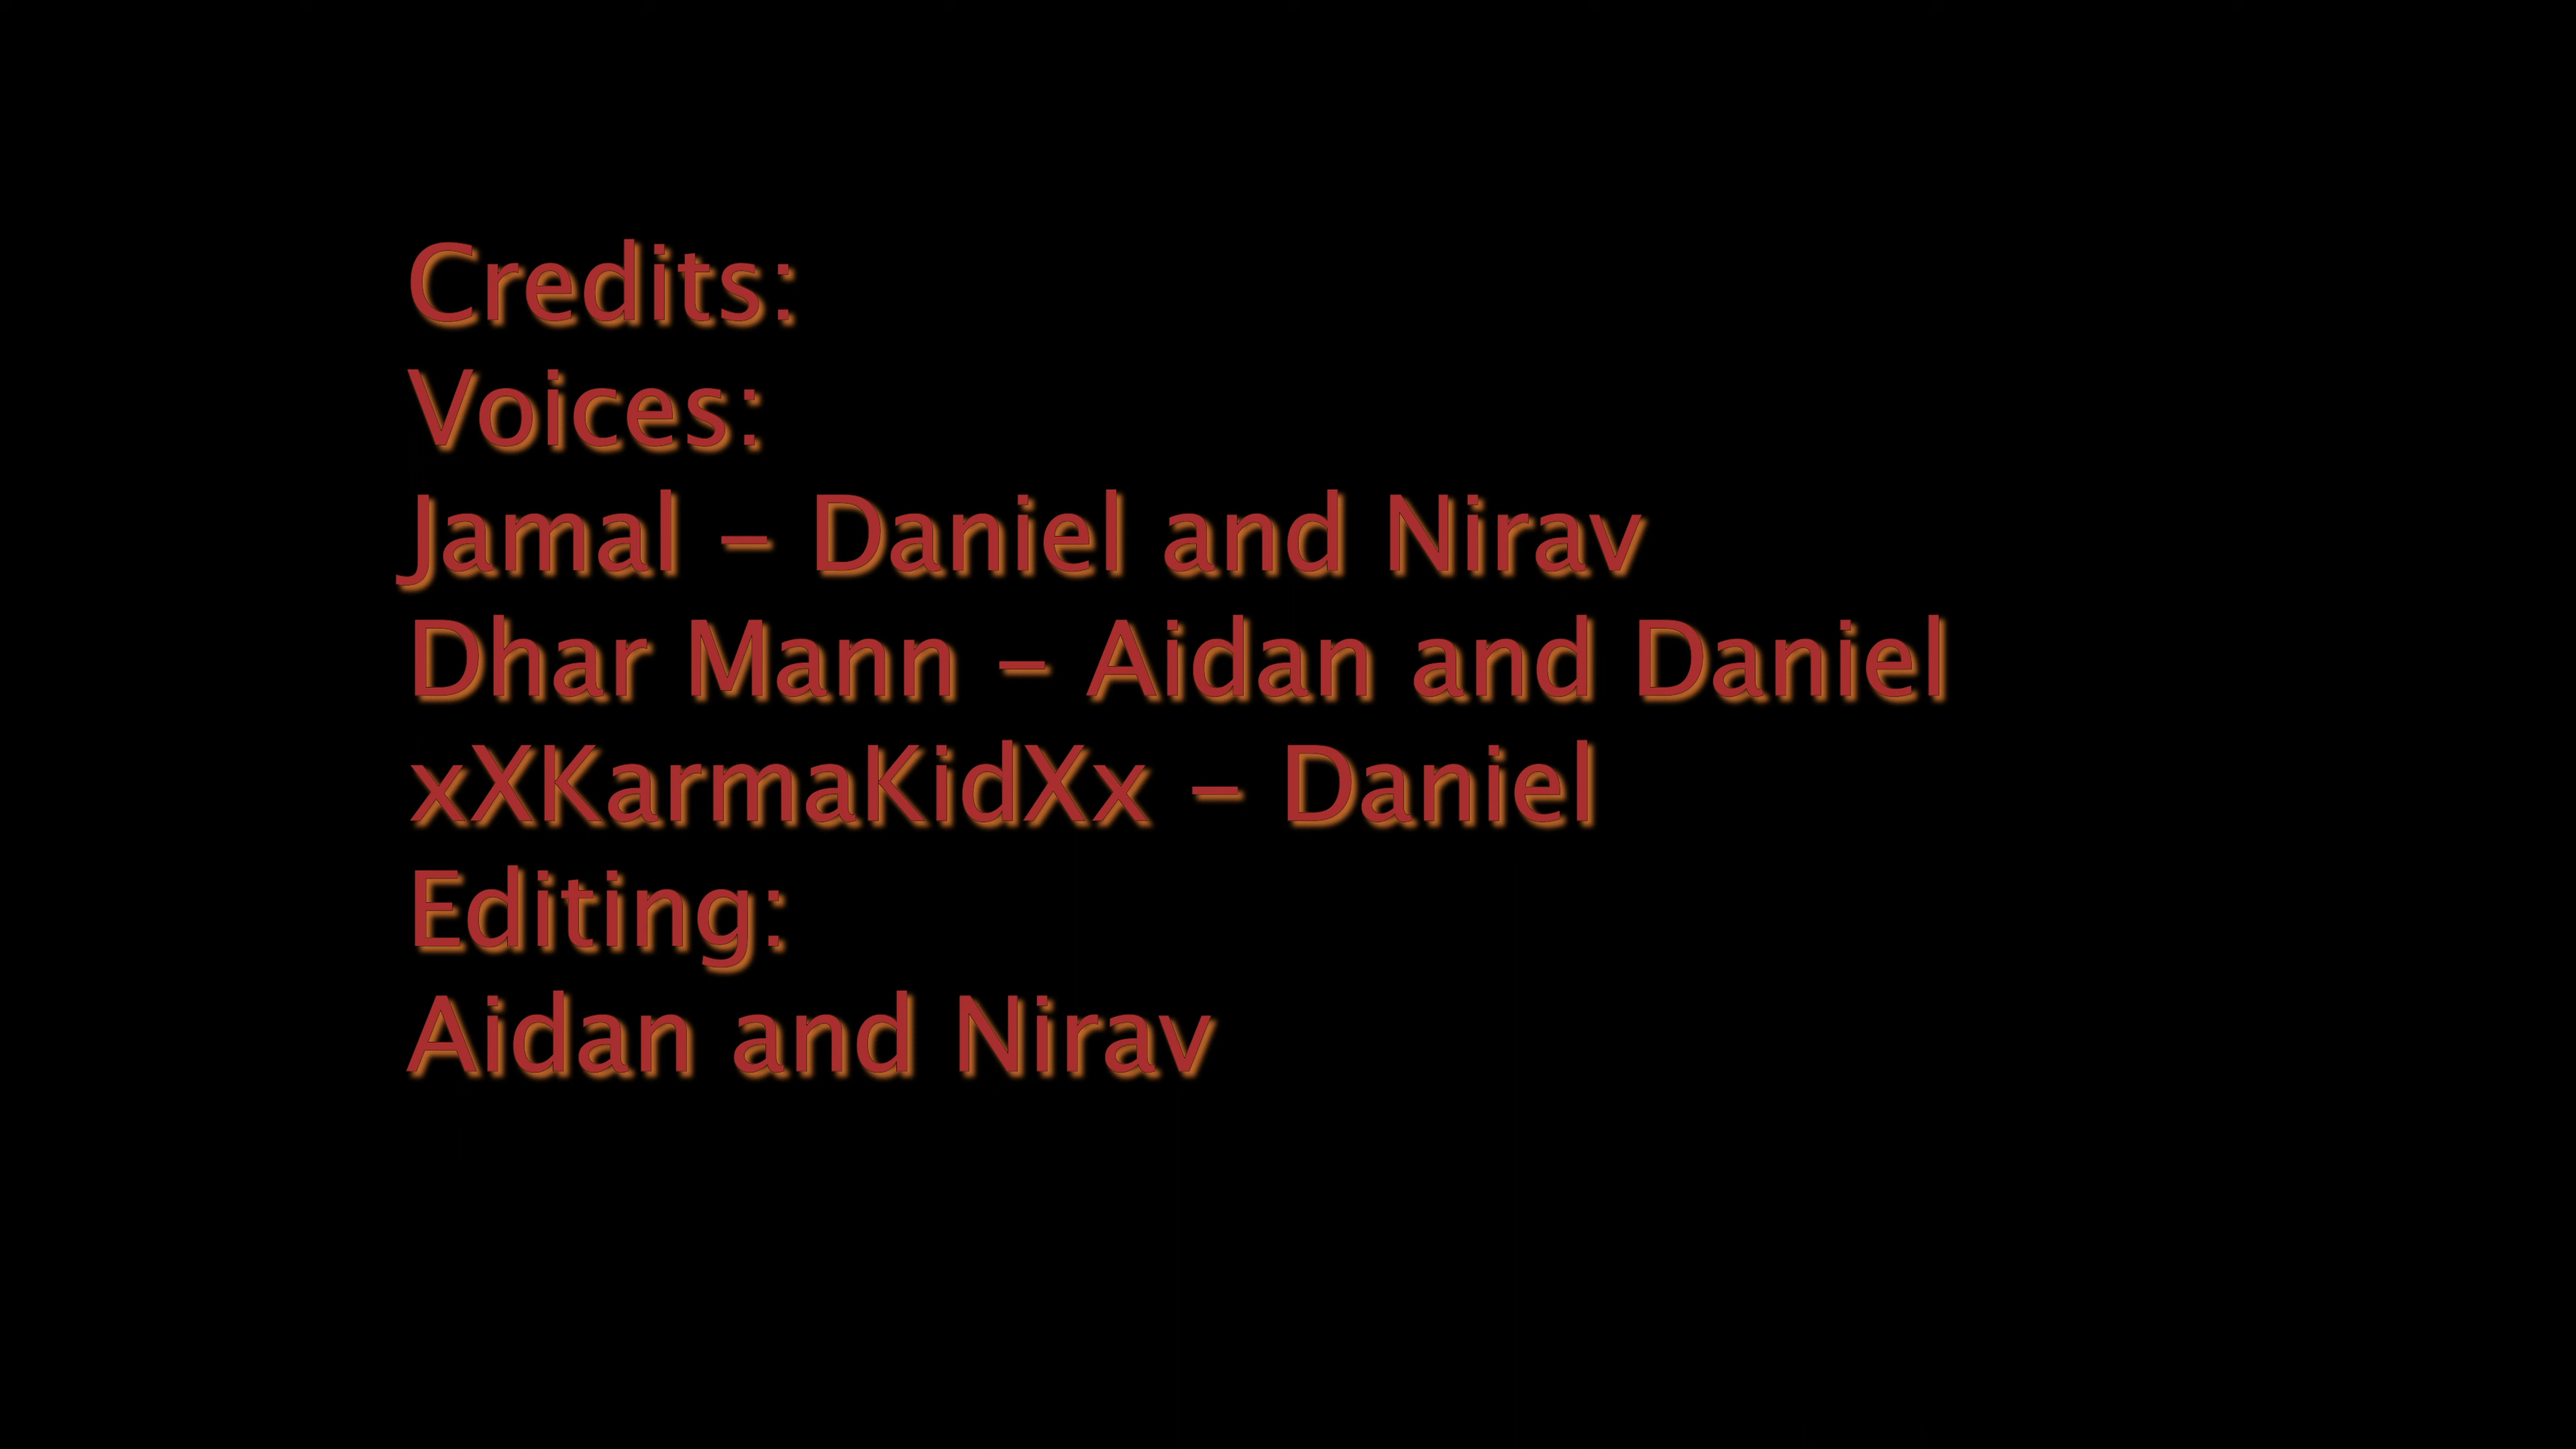 Credits:
Voices:
Jamal - Daniel and Nirav
Dhar Mann - Aidan and Daniel
xXKarmaKidXx - Daniel
Editing:
Aidan and Nirav